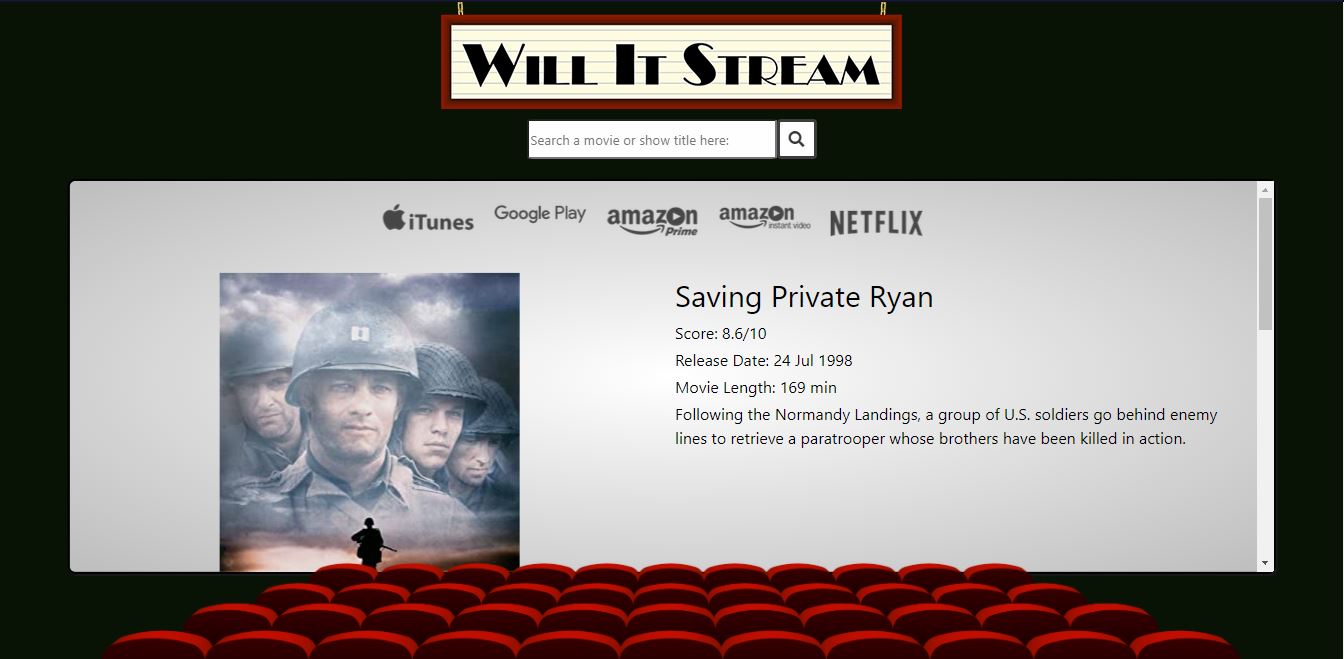 WILL IT STREAM
Search a movie or show title here:
iTunes
Google Play
amazon Prime
amazon instant video
NETFLIX
Saving Private Ryan
Score: 8.6/10
Release Date: 24 Jul 1998
Movie Length: 169 min
Following the Normandy Landings, a group of U.S. soldiers go behind enemy
lines to retrieve a paratrooper whose brothers have been killed in action.